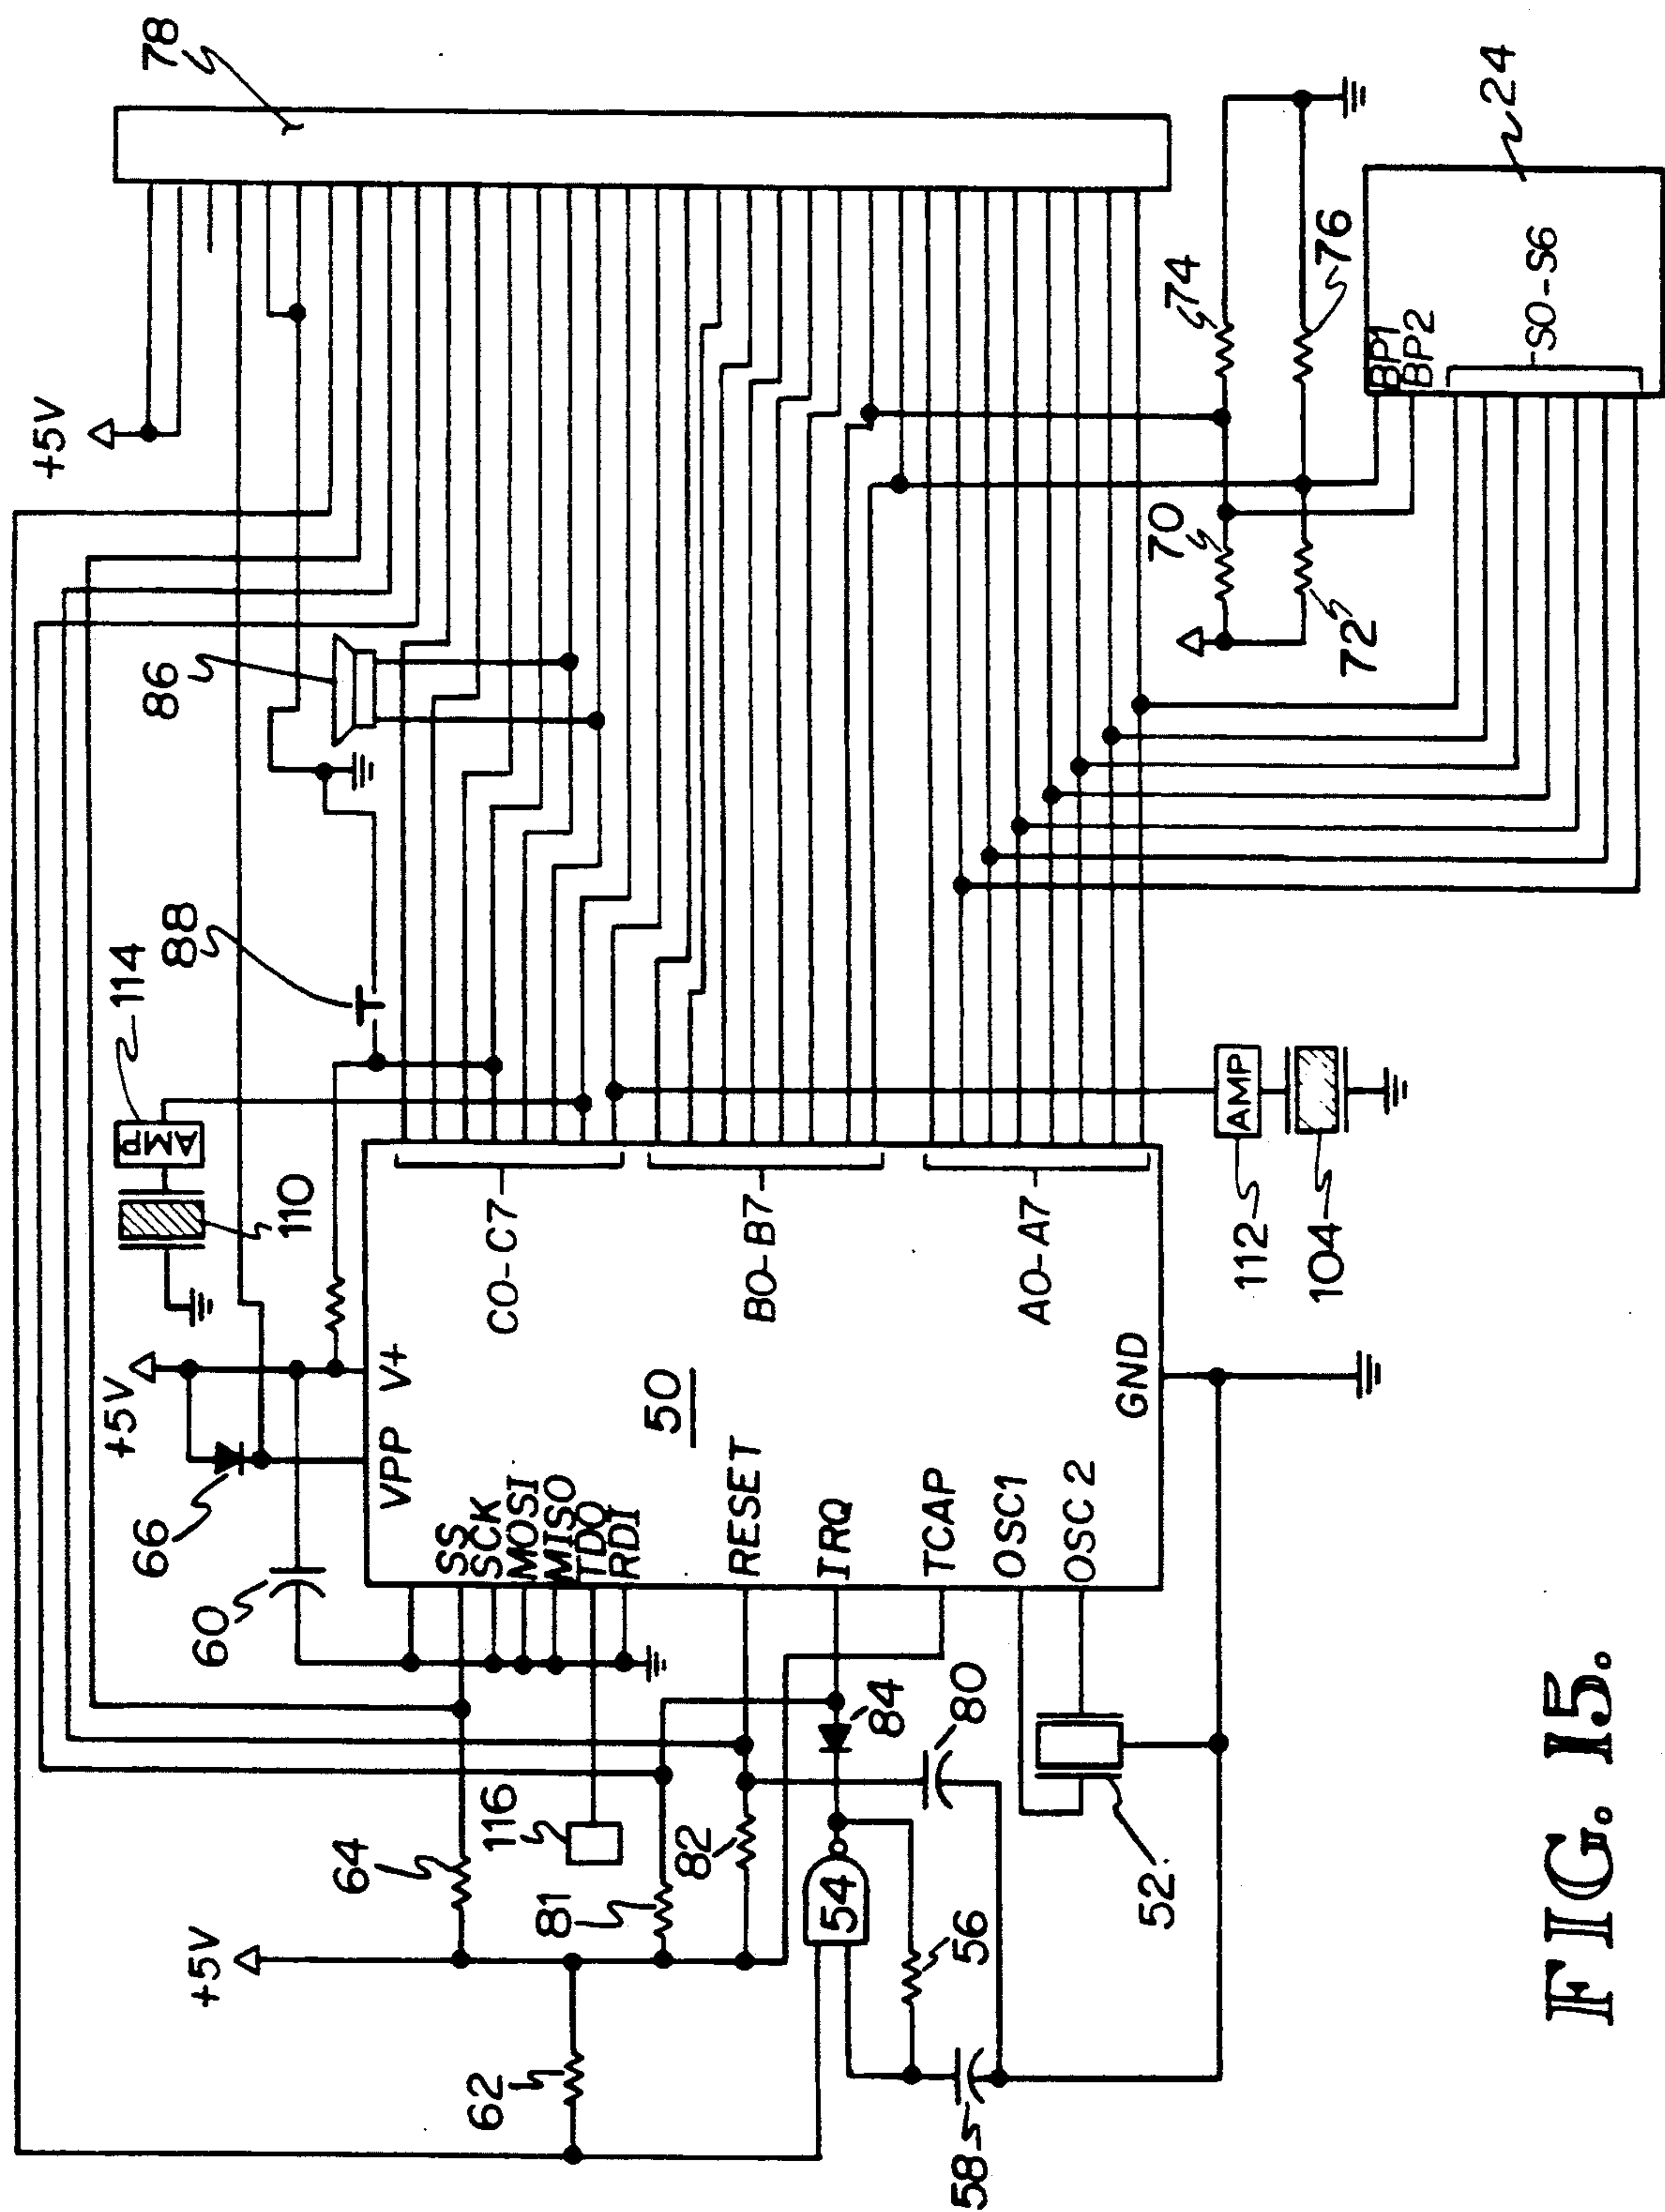 78
+5V
86
88
114
AMP
110
+5V
66
60
V+
VPP
SS
SCK
MOSI
MISO
TDO
RDI
RESET
IRQ
TCAP
OSC1
OSC 2
GND
50
C0-C7
B0-B7
A0-A7
64
116
81
82
84
80
+5V
62
54
56
58
52
AMP
112
104
70
72
74
76
BP1
BP2
S0-S6
24
FIG. 15.